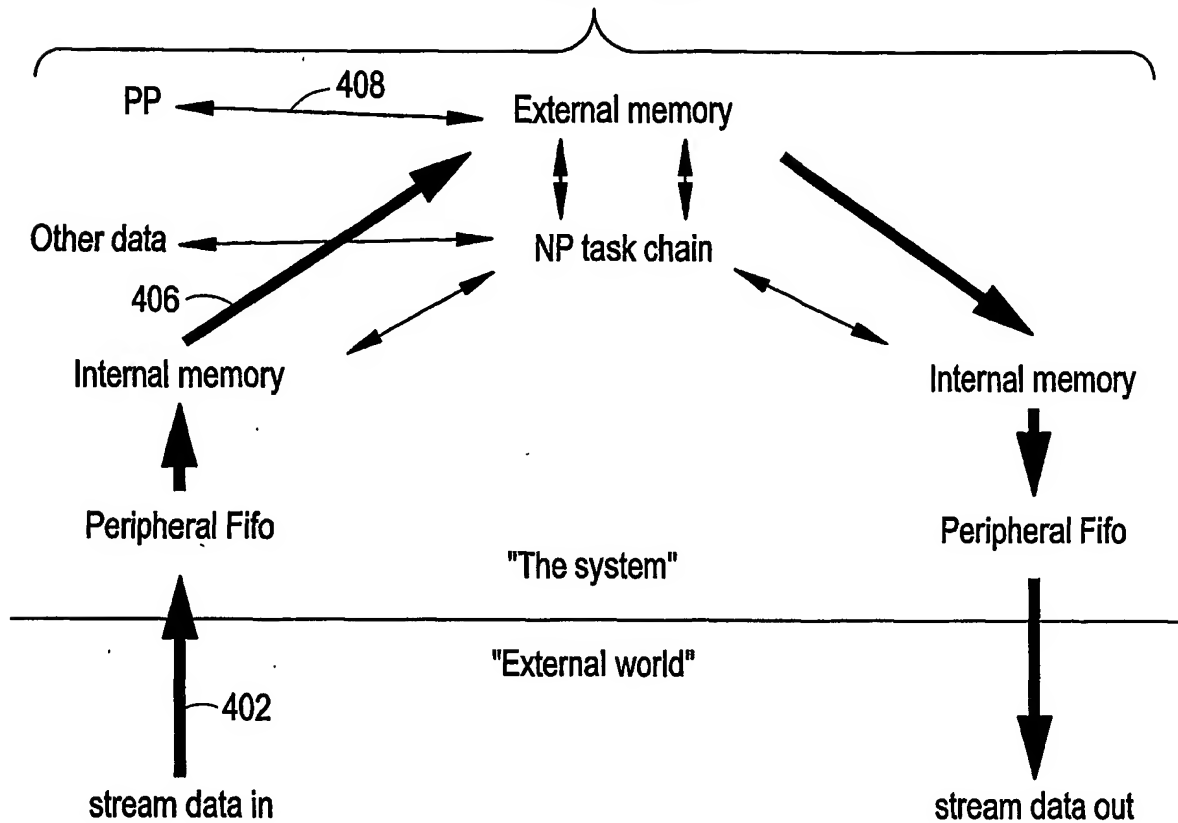 PP
408
External memory
Other data
NP task chain
406
Internal memory
Internal memory
Peripheral Fifo
Peripheral Fifo
"The system"
"External world"
402
stream data in
stream data out